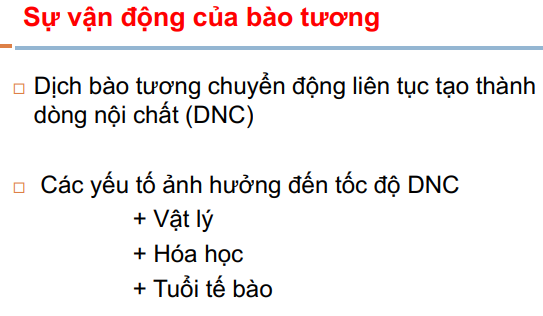 Sự vận động của bào tương
Dịch bào tương chuyển động liên tục tạo thành
dòng nội chất (DNC)
Các yếu tố ảnh hưởng đến tốc độ DNC
+ Vật lý
+ Hóa học
+ Tuổi tế bào